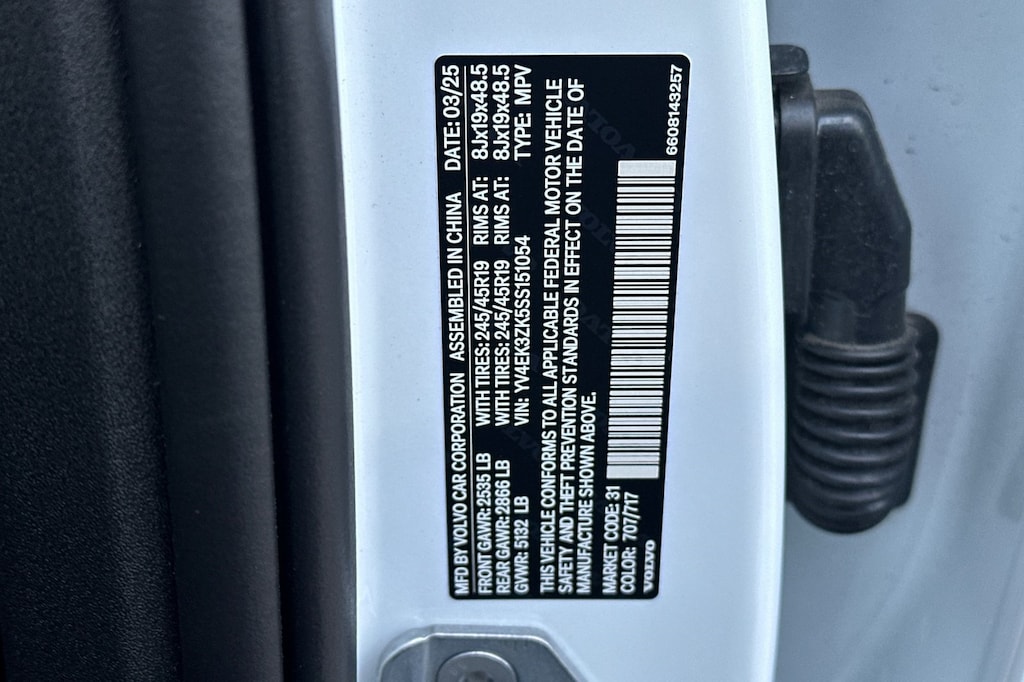 MFD BY VOLVO CAR CORPORATION ASSEMBLED IN CHINA DATE: 03/25
FRONT GAWR: 2535 LB WITH TIRES: 245/45R19 RIMS AT: 8Jx19x48.5
REAR GAWR: 2866 LB WITH TIRES: 245/45R19 RIMS AT: 8Jx19x48.5
GVWR: 5132 LB VIN: YV4EK3ZK5SS151054 TYPE: MPV
THIS VEHICLE CONFORMS TO ALL APPLICABLE FEDERAL MOTOR VEHICLE
SAFETY AND THEFT PREVENTION STANDARDS IN EFFECT ON THE DATE OF
MANUFACTURE SHOWN ABOVE.
MARKET CODE: 31
COLOR: 707/717
VOLVO
6608143257